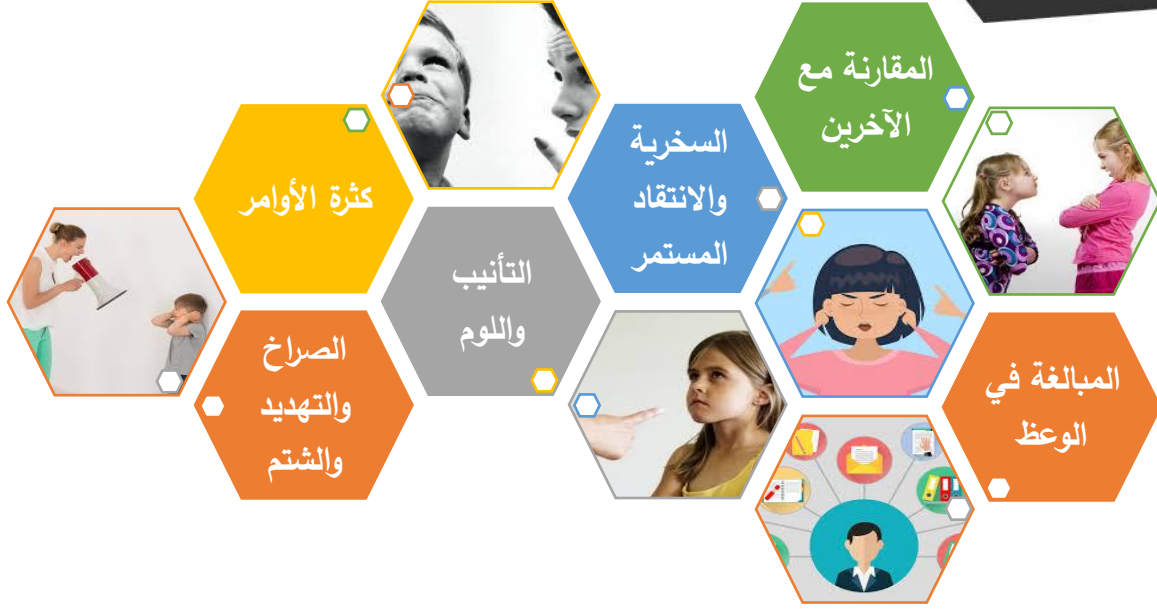 المقارنة مع
الآخرين
السخرية
والانتقاد
المستمر
كثرة الأوامر
التأنيب
واللوم
الصراخ
والتهديد
والشتم
المبالغة في
الوعظ